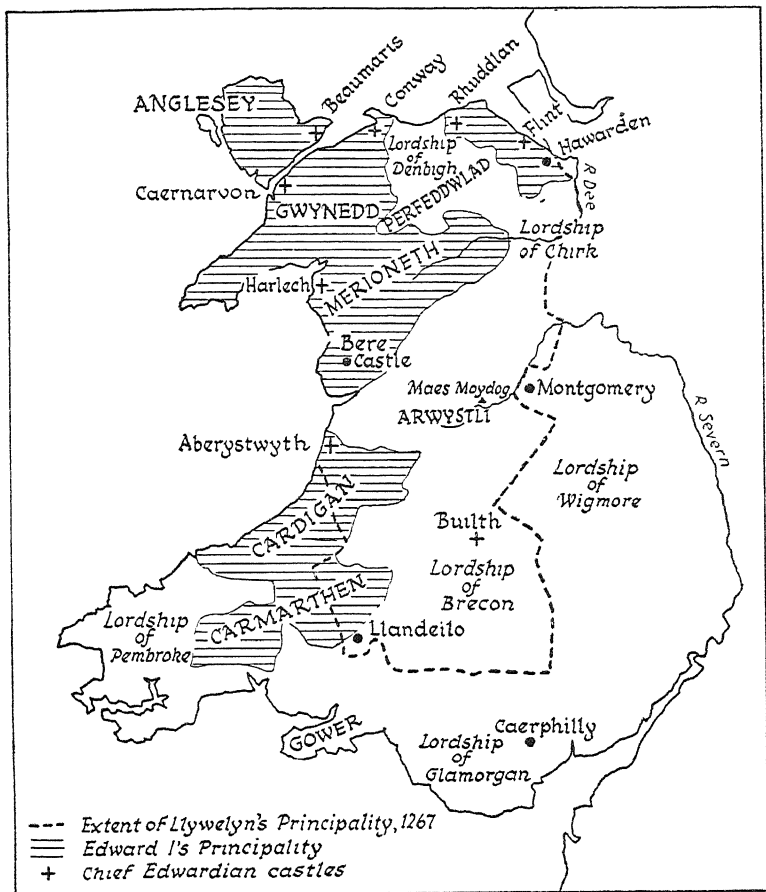 ANGLESEY
Beaumaris
Conway
Rhuddlan
Flint
Hawarden
Lordship
of
Denbigh
PERFEDDWLAD
R Dee
Caernarvon
GWYNEDD
Lordship
of Chirk
Harlech
MERIONETH
Bere
Castle
Maes Moydog
Montgomery
ARWYSTLI
R Severn
Aberystwyth
Lordship
of
Wigmore
CARDIGAN
Builth
Lordship
of
Brecon
CARMARTHEN
Lordship
of
Pembroke
Llandeilo
GOWER
Caerphilly
Lordship
of
Glamorgan
Extent of Llywelyn's Principality, 1267
Edward I's Principality
Chief Edwardian castles